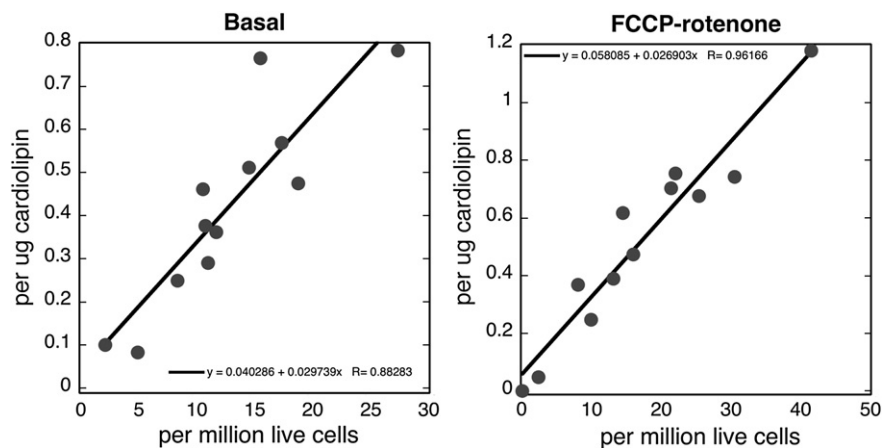 Basal
0.8
0.7
0.6
0.5
0.4
0.3
0.2
0.1
0
per ug cardiolipin
y = 0.040286 + 0.029739x R= 0.88283
0 5 10 15 20 25 30
per million live cells
FCCP-rotenone
1.2
1
0.8
0.6
0.4
0.2
0
per ug cardiolipin
y = 0.058085 + 0.026903x R= 0.96166
0 10 20 30 40 50
per million live cells